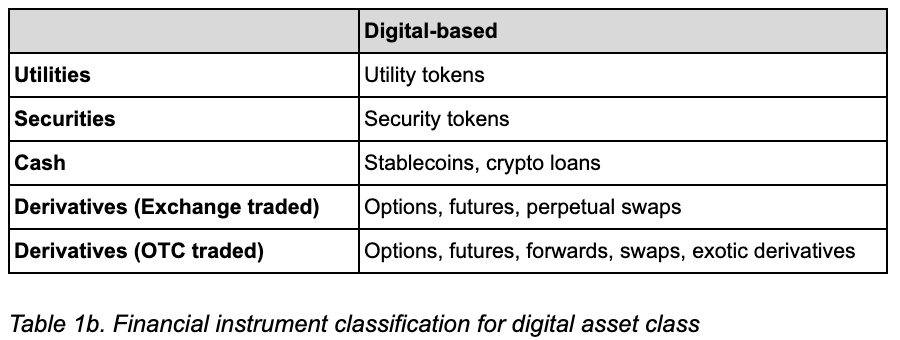 Digital-based
Utilities Utility tokens
Securities Security tokens
Cash Stablecoins, crypto loans
Derivatives (Exchange traded) Options, futures, perpetual swaps
Derivatives (OTC traded) Options, futures, forwards, swaps, exotic derivatives
Table 1b. Financial instrument classification for digital asset class